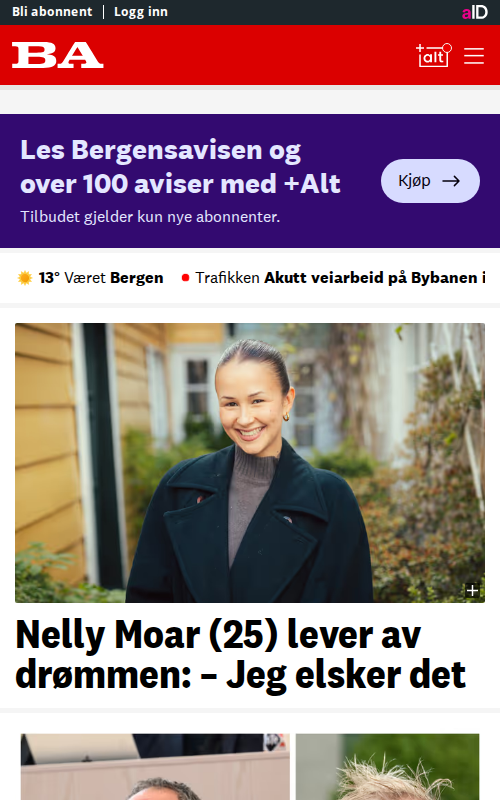 Bli abonnent | Logg inn
aID
BA
+alt
Les Bergensavisen og
over 100 aviser med +Alt
Tilbudet gjelder kun nye abonnenter.
Kjøp →
13° Været Bergen
Trafikken Akutt veiarbeid på Bybanen i
Nelly Moar (25) lever av
drømmen: – Jeg elsker det